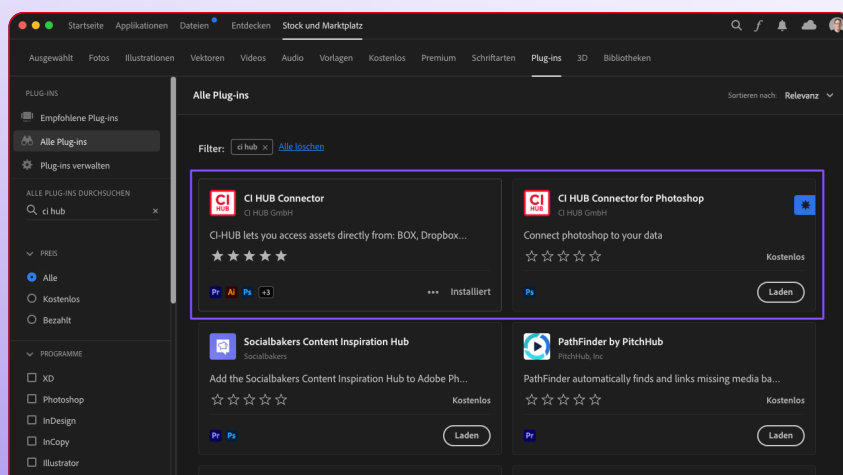 Startseite Applikationen Dateien Entdecken Stock und Marktplatz
Ausgewählt Fotos Illustrationen Vektoren Videos Audio Vorlagen Kostenlos Premium Schriftarten Plug-ins 3D Bibliotheken
PLUG-INS
Empfohlene Plug-ins
Alle Plug-ins
Plug-ins verwalten
ALLE PLUG-INS DURCHSUCHEN
ci hub ×
PREIS
Alle
Kostenlos
Bezahlt
PROGRAMME
XD
Photoshop
InDesign
InCopy
Illustrator
Alle Plug-ins
Sortieren nach: Relevanz
Filter: ci hub × Alle löschen
CI HUB
CI HUB Connector
CI HUB GmbH
CI-HUB lets you access assets directly from: BOX, Dropbox...
Pr Ai Ps +3 ••• Installiert
CI HUB
CI HUB Connector for Photoshop
CI HUB GmbH
Connect photoshop to your data
Kostenlos
Ps Laden
Socialbakers Content Inspiration Hub
Socialbakers
Add the Socialbakers Content Inspiration Hub to Adobe Ph...
Kostenlos
Pr Ps Laden
PathFinder by PitchHub
PitchHub, Inc
PathFinder automatically finds and links missing media ba...
Kostenlos
Pr Laden